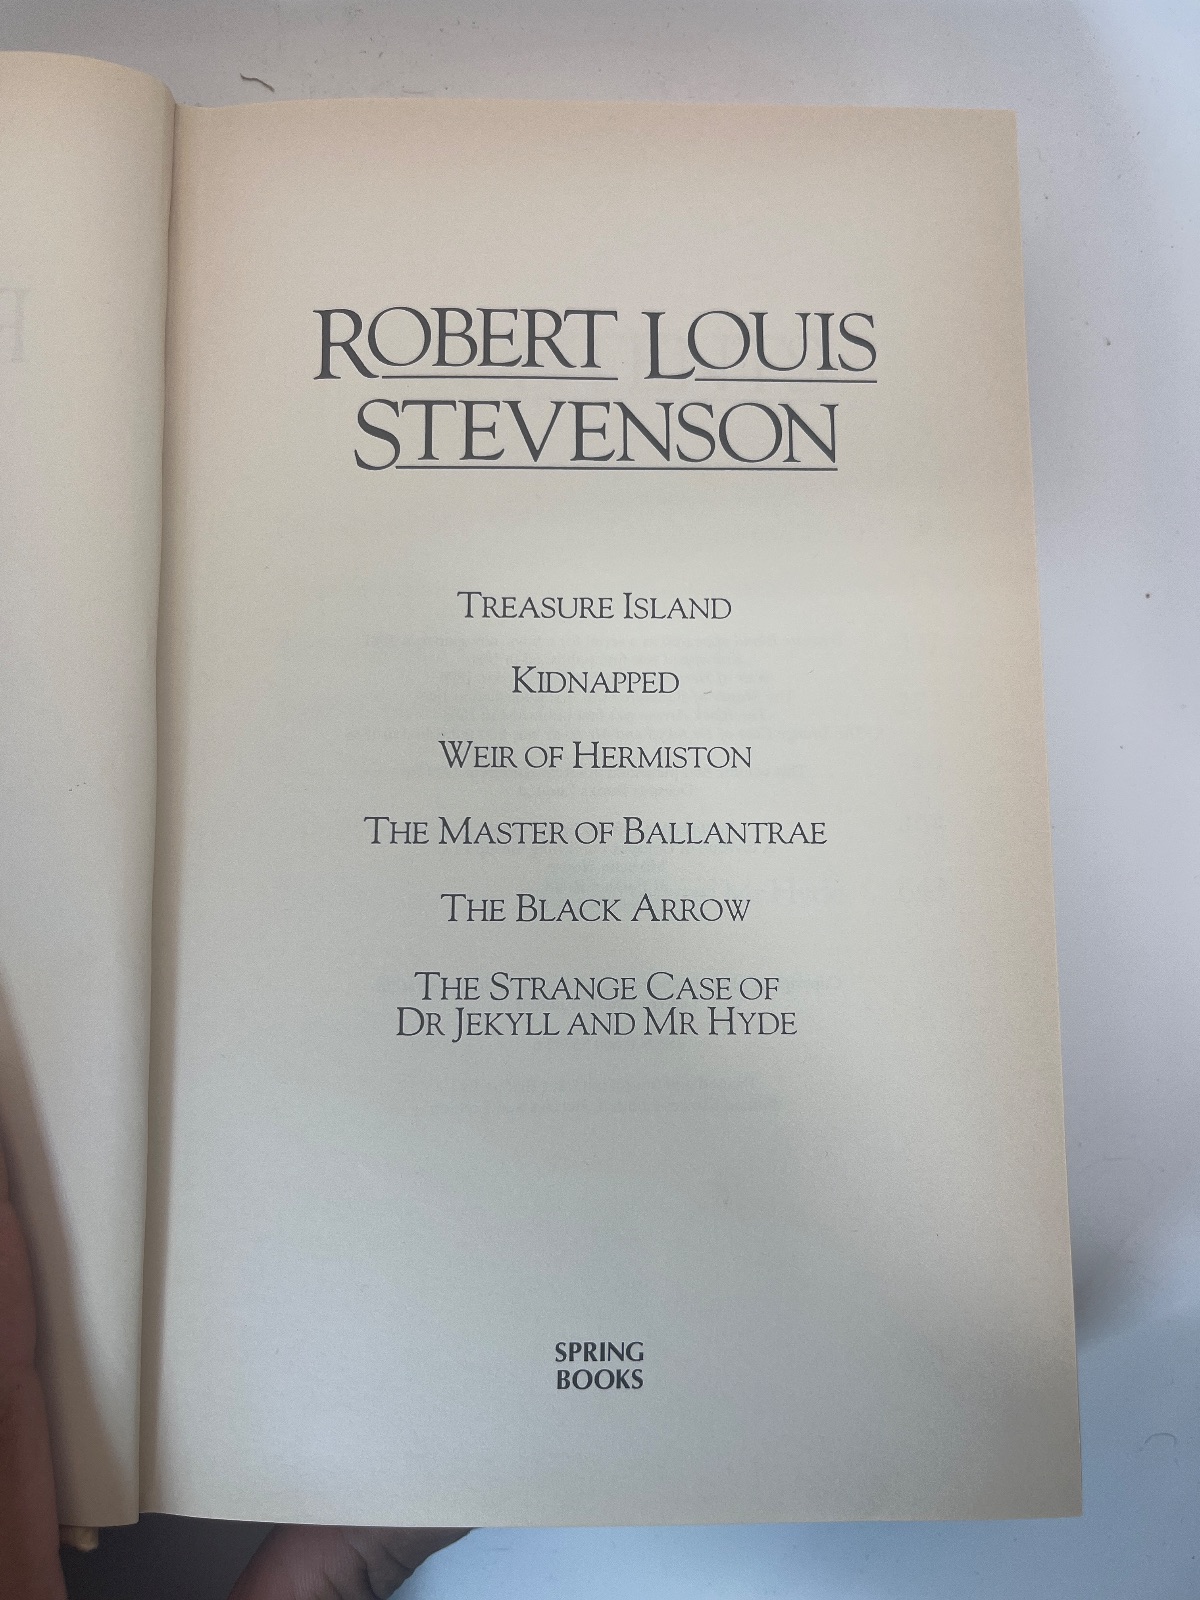 ROBERT LOUIS
STEVENSON
TREASURE ISLAND
KIDNAPPED
WEIR OF HERMISTON
THE MASTER OF BALLANTRAE
THE BLACK ARROW
THE STRANGE CASE OF
DR JEKYLL AND MR HYDE
SPRING
BOOKS